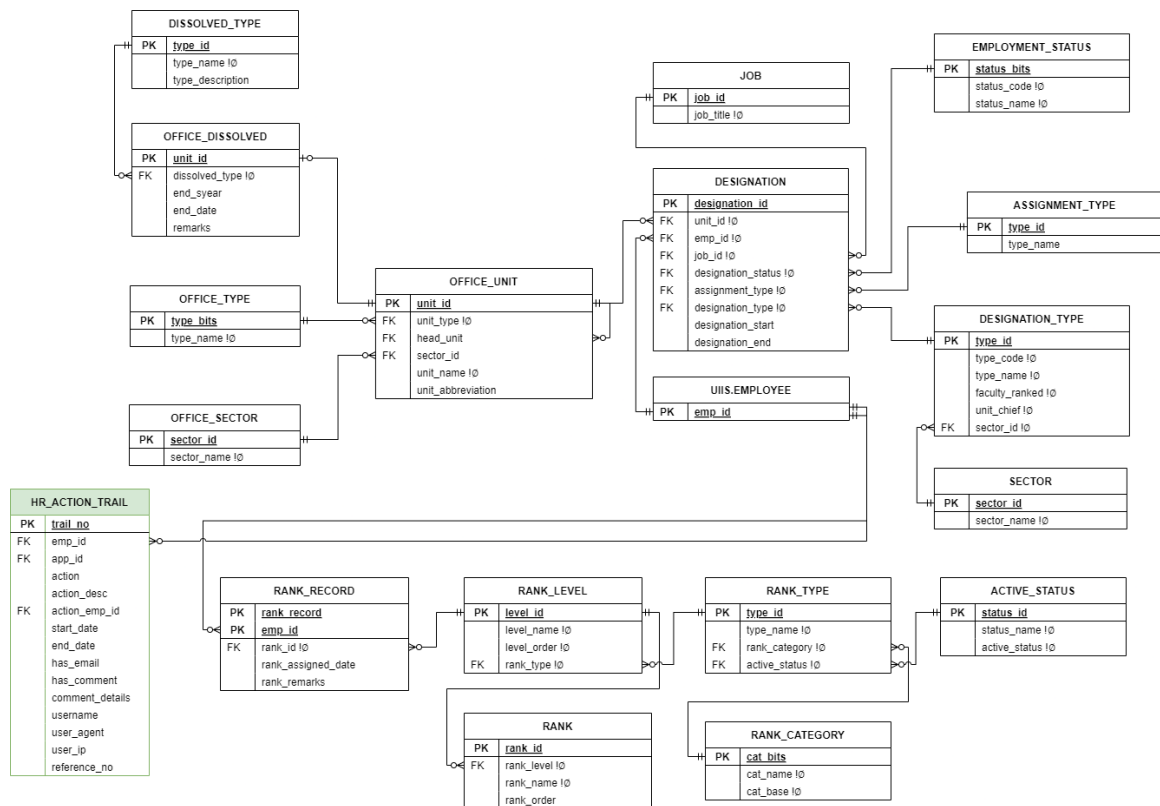 DISSOLVED_TYPE
PK type_id
type_name !Ø
type_description
OFFICE_DISSOLVED
PK unit_id
FK dissolved_type !Ø
end_syear
end_date
remarks
OFFICE_TYPE
PK type_bits
type_name !Ø
OFFICE_SECTOR
PK sector_id
sector_name !Ø
OFFICE_UNIT
PK unit_id
FK unit_type !Ø
FK head_unit
FK sector_id
unit_name !Ø
unit_abbreviation
JOB
PK job_id
job_title !Ø
DESIGNATION
PK designation_id
FK unit_id !Ø
FK emp_id !Ø
FK job_id !Ø
FK designation_status !Ø
FK assignment_type !Ø
FK designation_type !Ø
designation_start
designation_end
UIIS.EMPLOYEE
PK emp_id
EMPLOYMENT_STATUS
PK status_bits
status_code !Ø
status_name !Ø
ASSIGNMENT_TYPE
PK type_id
type_name
DESIGNATION_TYPE
PK type_id
type_code !Ø
type_name !Ø
faculty_ranked !Ø
unit_chief !Ø
FK sector_id !Ø
SECTOR
PK sector_id
sector_name !Ø
HR_ACTION_TRAIL
PK trail_no
FK emp_id
FK app_id
action
action_desc
FK action_emp_id
start_date
end_date
has_email
has_comment
comment_details
username
user_agent
user_ip
reference_no
RANK_RECORD
PK rank_record
PK emp_id
FK rank_id !Ø
rank_assigned_date
rank_remarks
RANK_LEVEL
PK level_id
level_name !Ø
level_order !Ø
FK rank_type !Ø
RANK
PK rank_id
FK rank_level !Ø
rank_name !Ø
rank_order
RANK_TYPE
PK type_id
type_name !Ø
FK rank_category !Ø
FK active_status !Ø
RANK_CATEGORY
PK cat_bits
cat_name !Ø
cat_base !Ø
ACTIVE_STATUS
PK status_id
status_name !Ø
active_status !Ø